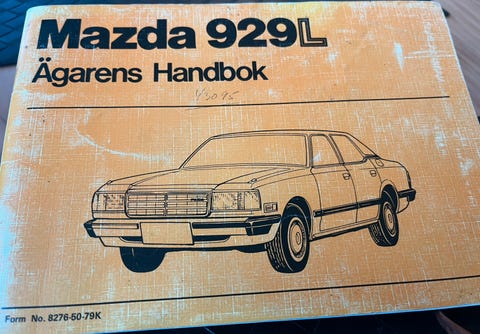 Mazda 929L
Ägarens Handbok
Form No. 8276-50-79K